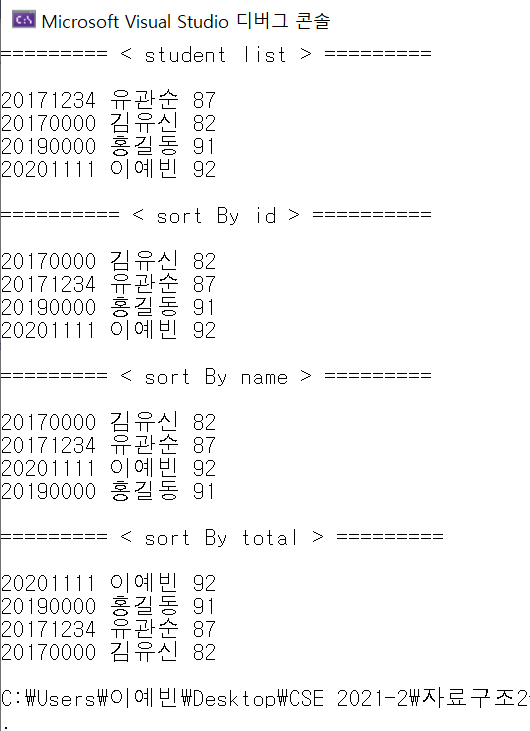 Microsoft Visual Studio 디버그 콘솔
========= < student list > =========
20171234 유관순 87
20170000 김유신 82
20190000 홍길동 91
20201111 이예빈 92
========== < sort By id > ==========
20170000 김유신 82
20171234 유관순 87
20190000 홍길동 91
20201111 이예빈 92
========= < sort By name > =========
20170000 김유신 82
20171234 유관순 87
20201111 이예빈 92
20190000 홍길동 91
========= < sort By total > =========
20201111 이예빈 92
20190000 홍길동 91
20171234 유관순 87
20170000 김유신 82
C:₩Users₩이예빈₩Desktop₩CSE 2021-2₩자료구조2
.